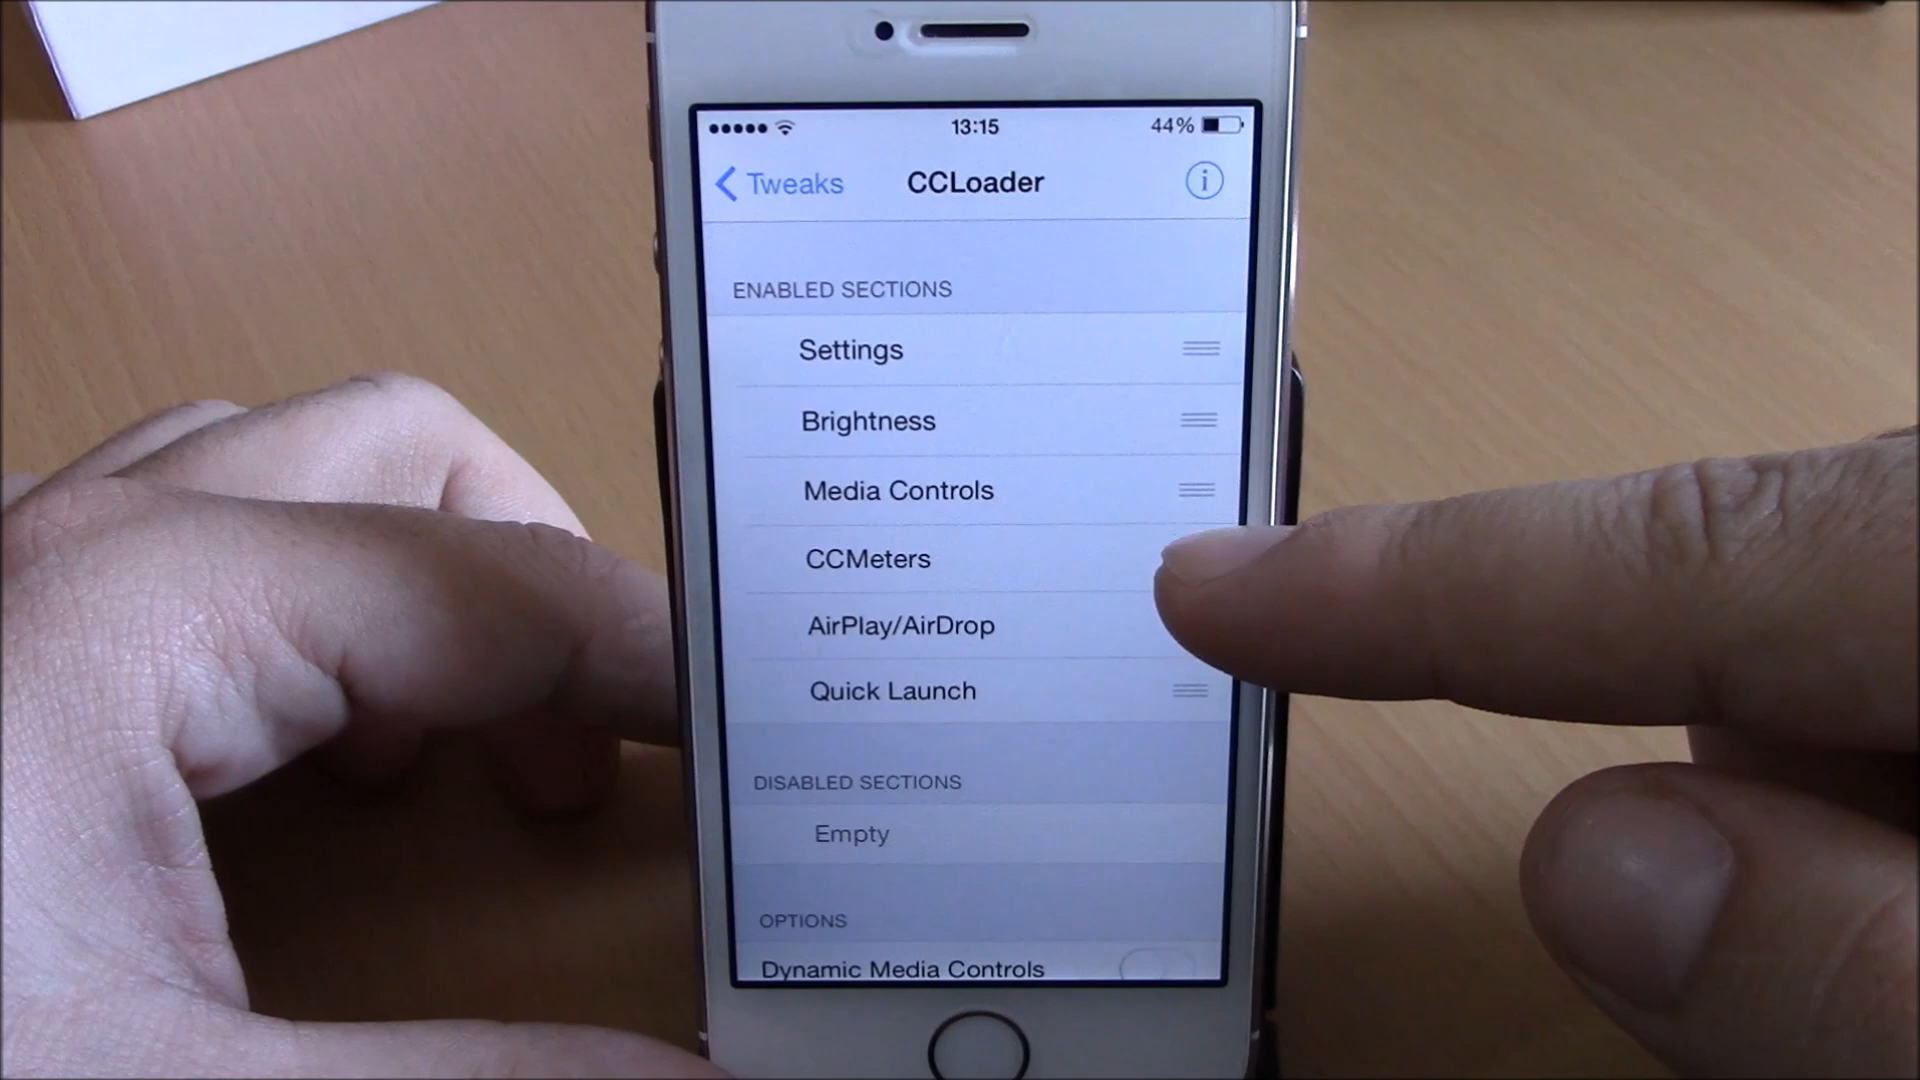 13:15 44%
Tweaks CCLoader i
ENABLED SECTIONS
Settings
Brightness
Media Controls
CCMeters
AirPlay/AirDrop
Quick Launch
DISABLED SECTIONS
Empty
OPTIONS
Dynamic Media Controls